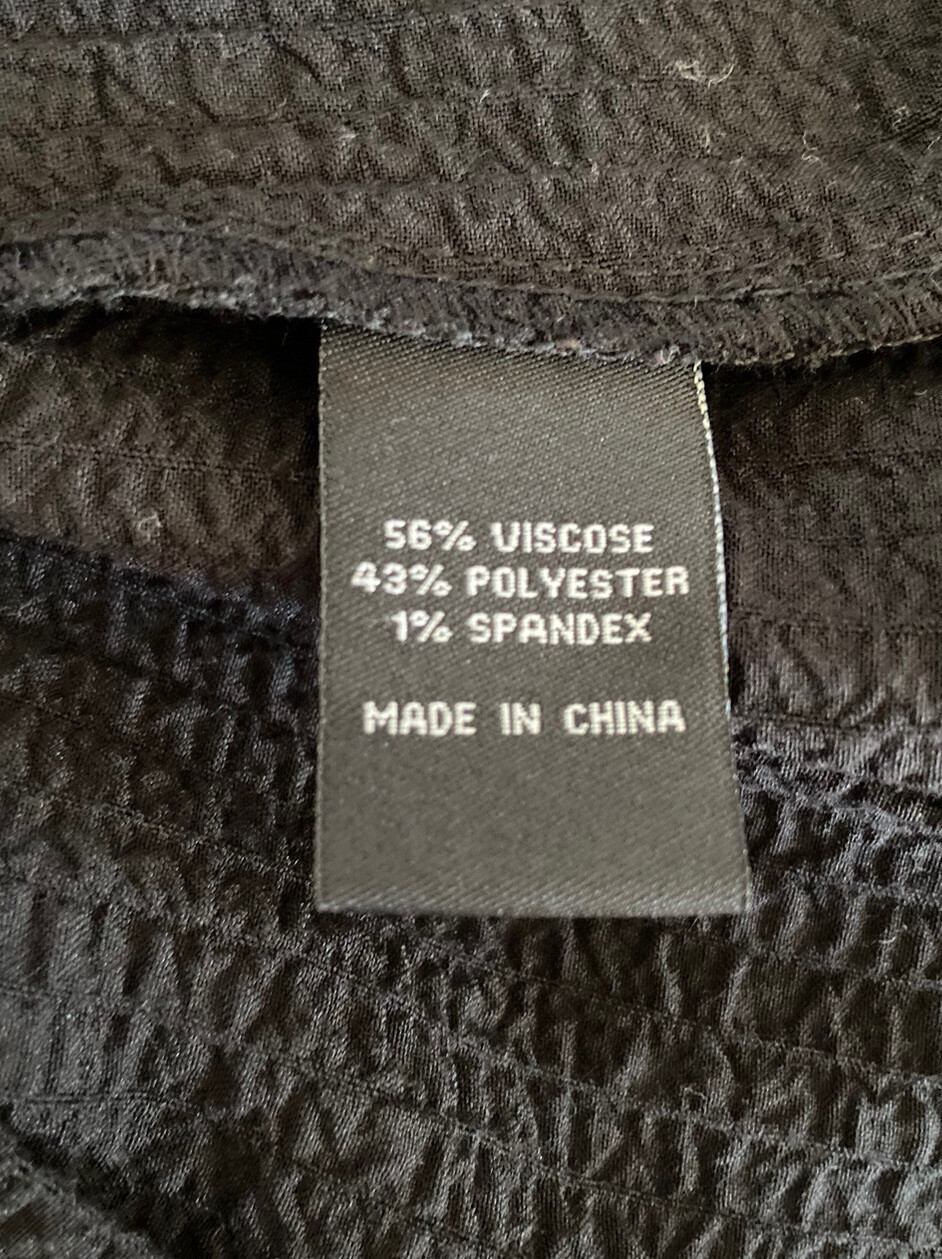 56% VISCOSE
43% POLYESTER
1% SPANDEX
MADE IN CHINA